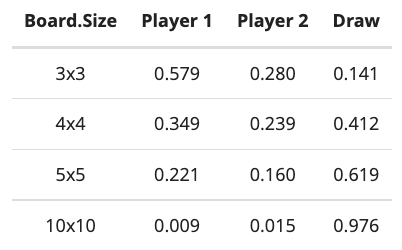 Board.Size Player 1 Player 2 Draw
3x3 0.579 0.280 0.141
4x4 0.349 0.239 0.412
5x5 0.221 0.160 0.619
10x10 0.009 0.015 0.976